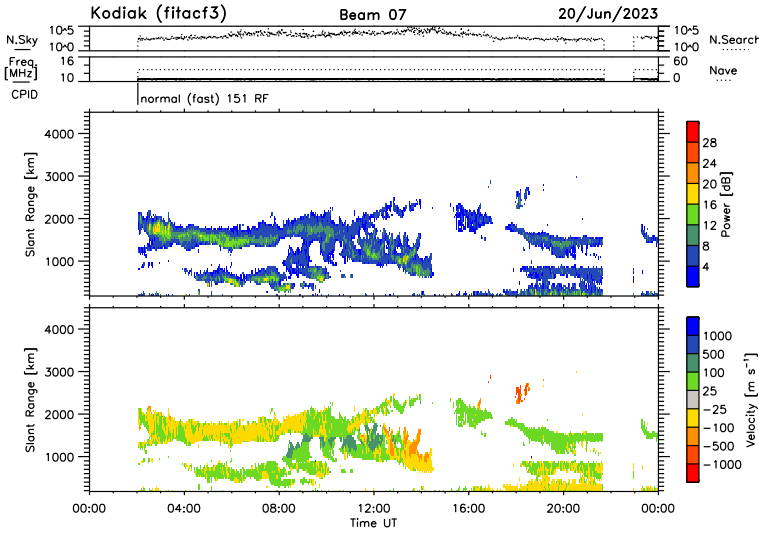 Kodiak (fitacf3) Beam 07 20/Jun/2023
N.Sky 10^5 10^0 10^5 10^0 N.Search
Freq. [MHz] 16 10 60 0 Nave
CPID normal (fast) 151 RF
Slant Range [km]
4000
3000
2000
1000
28
24
20
16
12
8
4
Power [dB]
Slant Range [km]
4000
3000
2000
1000
1000
500
100
25
-25
-100
-500
-1000
Velocity [m s^-1]
00:00 04:00 08:00 12:00 16:00 20:00 00:00
Time UT